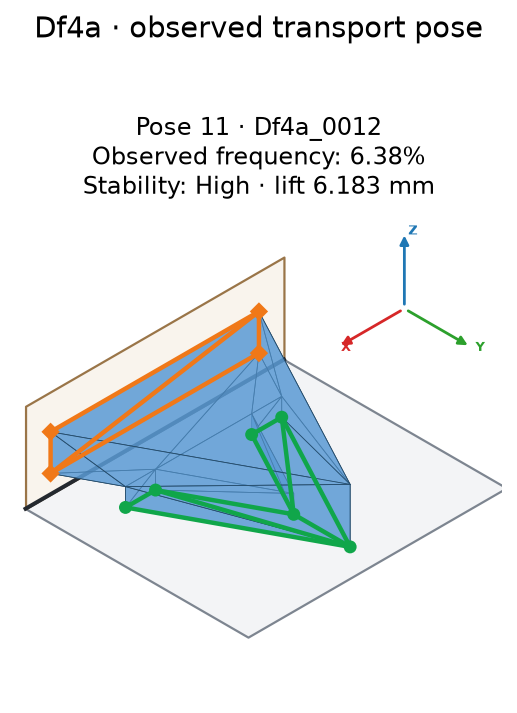 Df4a · observed transport pose
Pose 11 · Df4a_0012
Observed frequency: 6.38%
Stability: High · lift 6.183 mm
Z
X
Y